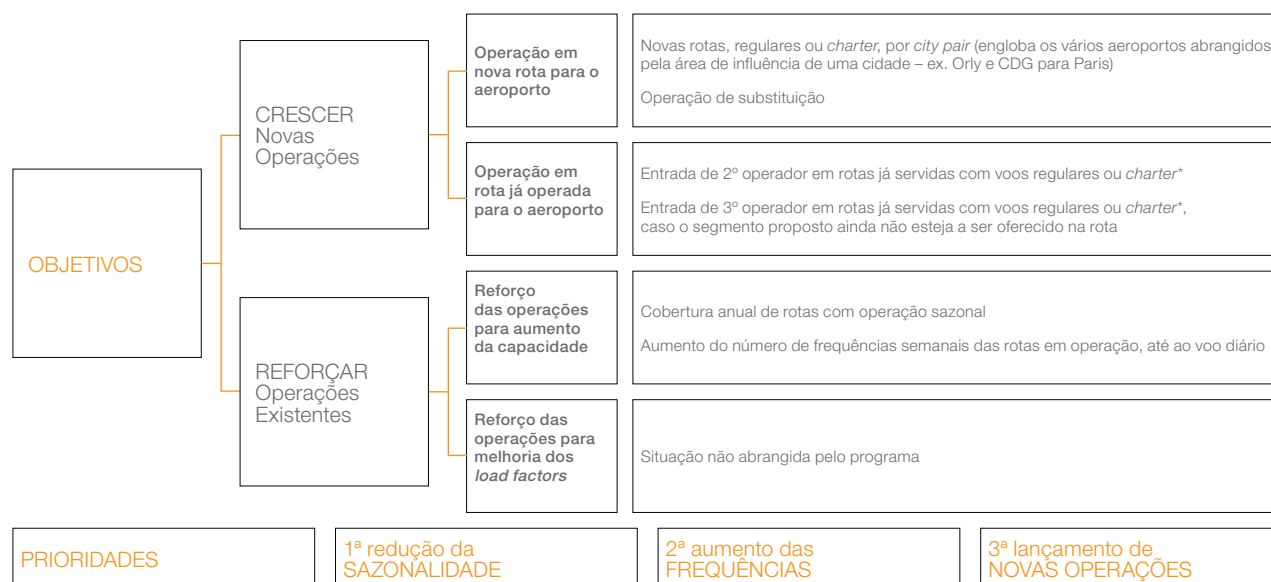 OBJETIVOS
CRESCER
Novas
Operações
Operação em
nova rota para o
aeroporto
Novas rotas, regulares ou charter, por city pair (engloba os vários aeroportos abrangidos
pela área de influência de uma cidade – ex. Orly e CDG para Paris)
Operação de substituição
Operação em
rota já operada
para o aeroporto
Entrada de 2º operador em rotas já servidas com voos regulares ou charter*
Entrada de 3º operador em rotas já servidas com voos regulares ou charter*,
caso o segmento proposto ainda não esteja a ser oferecido na rota
REFORÇAR
Operações
Existentes
Reforço
das operações
para aumento
da capacidade
Cobertura anual de rotas com operação sazonal
Aumento do número de frequências semanais das rotas em operação, até ao voo diário
Reforço das
operações para
melhoria dos
load factors
Situação não abrangida pelo programa
PRIORIDADES
1ª redução da
SAZONALIDADE
2ª aumento das
FREQUÊNCIAS
3ª lançamento de
NOVAS OPERAÇÕES